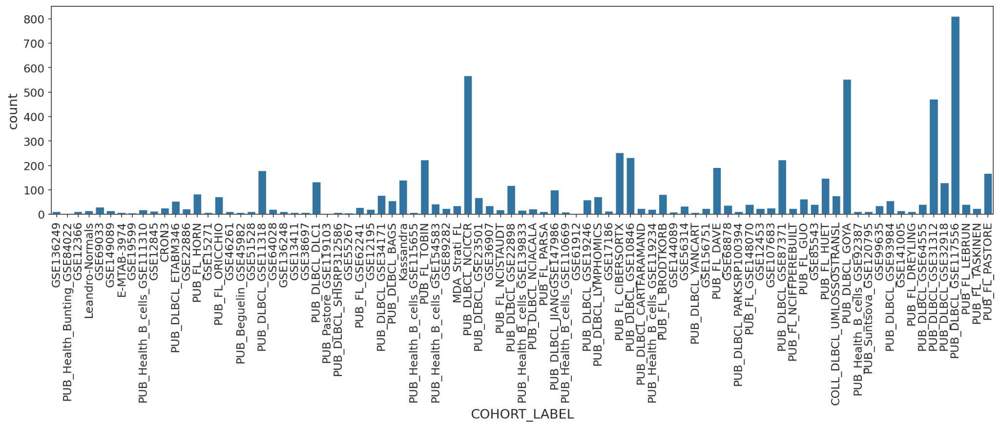 800
700
600
500
400
300
200
100
0
count
GSE136249
PUB_Health_Bunting_GSE84022
GSE12366
Leandro-Normals
GSE69033
GSE149089
E-MTAB-3974
GSE19599
PUB_Health_B_cells_GSE111310
GSE12845
CRON3
PUB_DLBCL_ETABM346
GSE22886
PUB_FL_HORN
GSE15271
PUB_FL_ORICCHIO
GSE46261
PUB_Beguelin_GSE45982
GSE51528
PUB_DLBCL_GSE11318
GSE64028
GSE136248
GSE13411
GSE38697
PUB_DLBCL_DLC1
PUB_Pastore_GSE119103
PUB_DLBCL_SHISRP312586
GSE55267
PUB_FL_GSE62241
GSE12195
PUB_DLBCL_GSE34171
PUB_DLBCL_BAGS
Kassandra
PUB_Health_B_cells_GSE115655
PUB_FL_TOBIN
PUB_Health_B_cells_GSE154583
GSE89282
MDA_Strati_FL
PUB_DLBCL_NCICCR
PUB_DLBCL_GSE23501
GSE36907
PUB_FL_NCISTAUDT
PUB_DLBCL_GSE22898
PUB_Health_B_cells_GSE139833
PUB_DLBCL_NCIACALA
PUB_FL_PARSA
PUB_DLBCL_JIANGGSE147986
PUB_Health_B_cells_GSE110669
GSE61912
PUB_DLBCL_GSE19246
PUB_DLBCL_LYMPHOMICS
GSE17186
PUB_FL_CIBERSORTX
PUB_DLBCL_GSE10846
PUB_DLBCL_CARTFARAMAND
PUB_Health_B_cells_GSE119234
PUB_FL_BRODTKORB
GSE144089
GSE56314
PUB_DLBCL_YANCART
GSE156751
PUB_FL_DAVE
GSE68878
PUB_DLBCL_PARKSRP100394
PUB_FL_GSE148070
GSE12453
GSE107683
PUB_DLBCL_GSE87371
PUB_FL_NCIFFPEREBUILT
PUB_FL_GUO
GSE85543
PUB_FL_HUET
COLL_DLBCL_UMLOSSOSTRANSL
PUB_DLBCL_GOYA
PUB_Health_B_cells_GSE92387
PUB_Suntsova_GSE120795
GSE99635
PUB_DLBCL_GSE93984
GSE141005
PUB_FL_DREYLING
PUB_DLBCL_GSE64555
PUB_DLBCL_GSE31312
PUB_DLBCL_GSE32918
PUB_DLBCL_GSE117556
PUB_FL_LEBRUN
PUB_FL_TASKINEN
PUB_FL_PASTORE
COHORT_LABEL